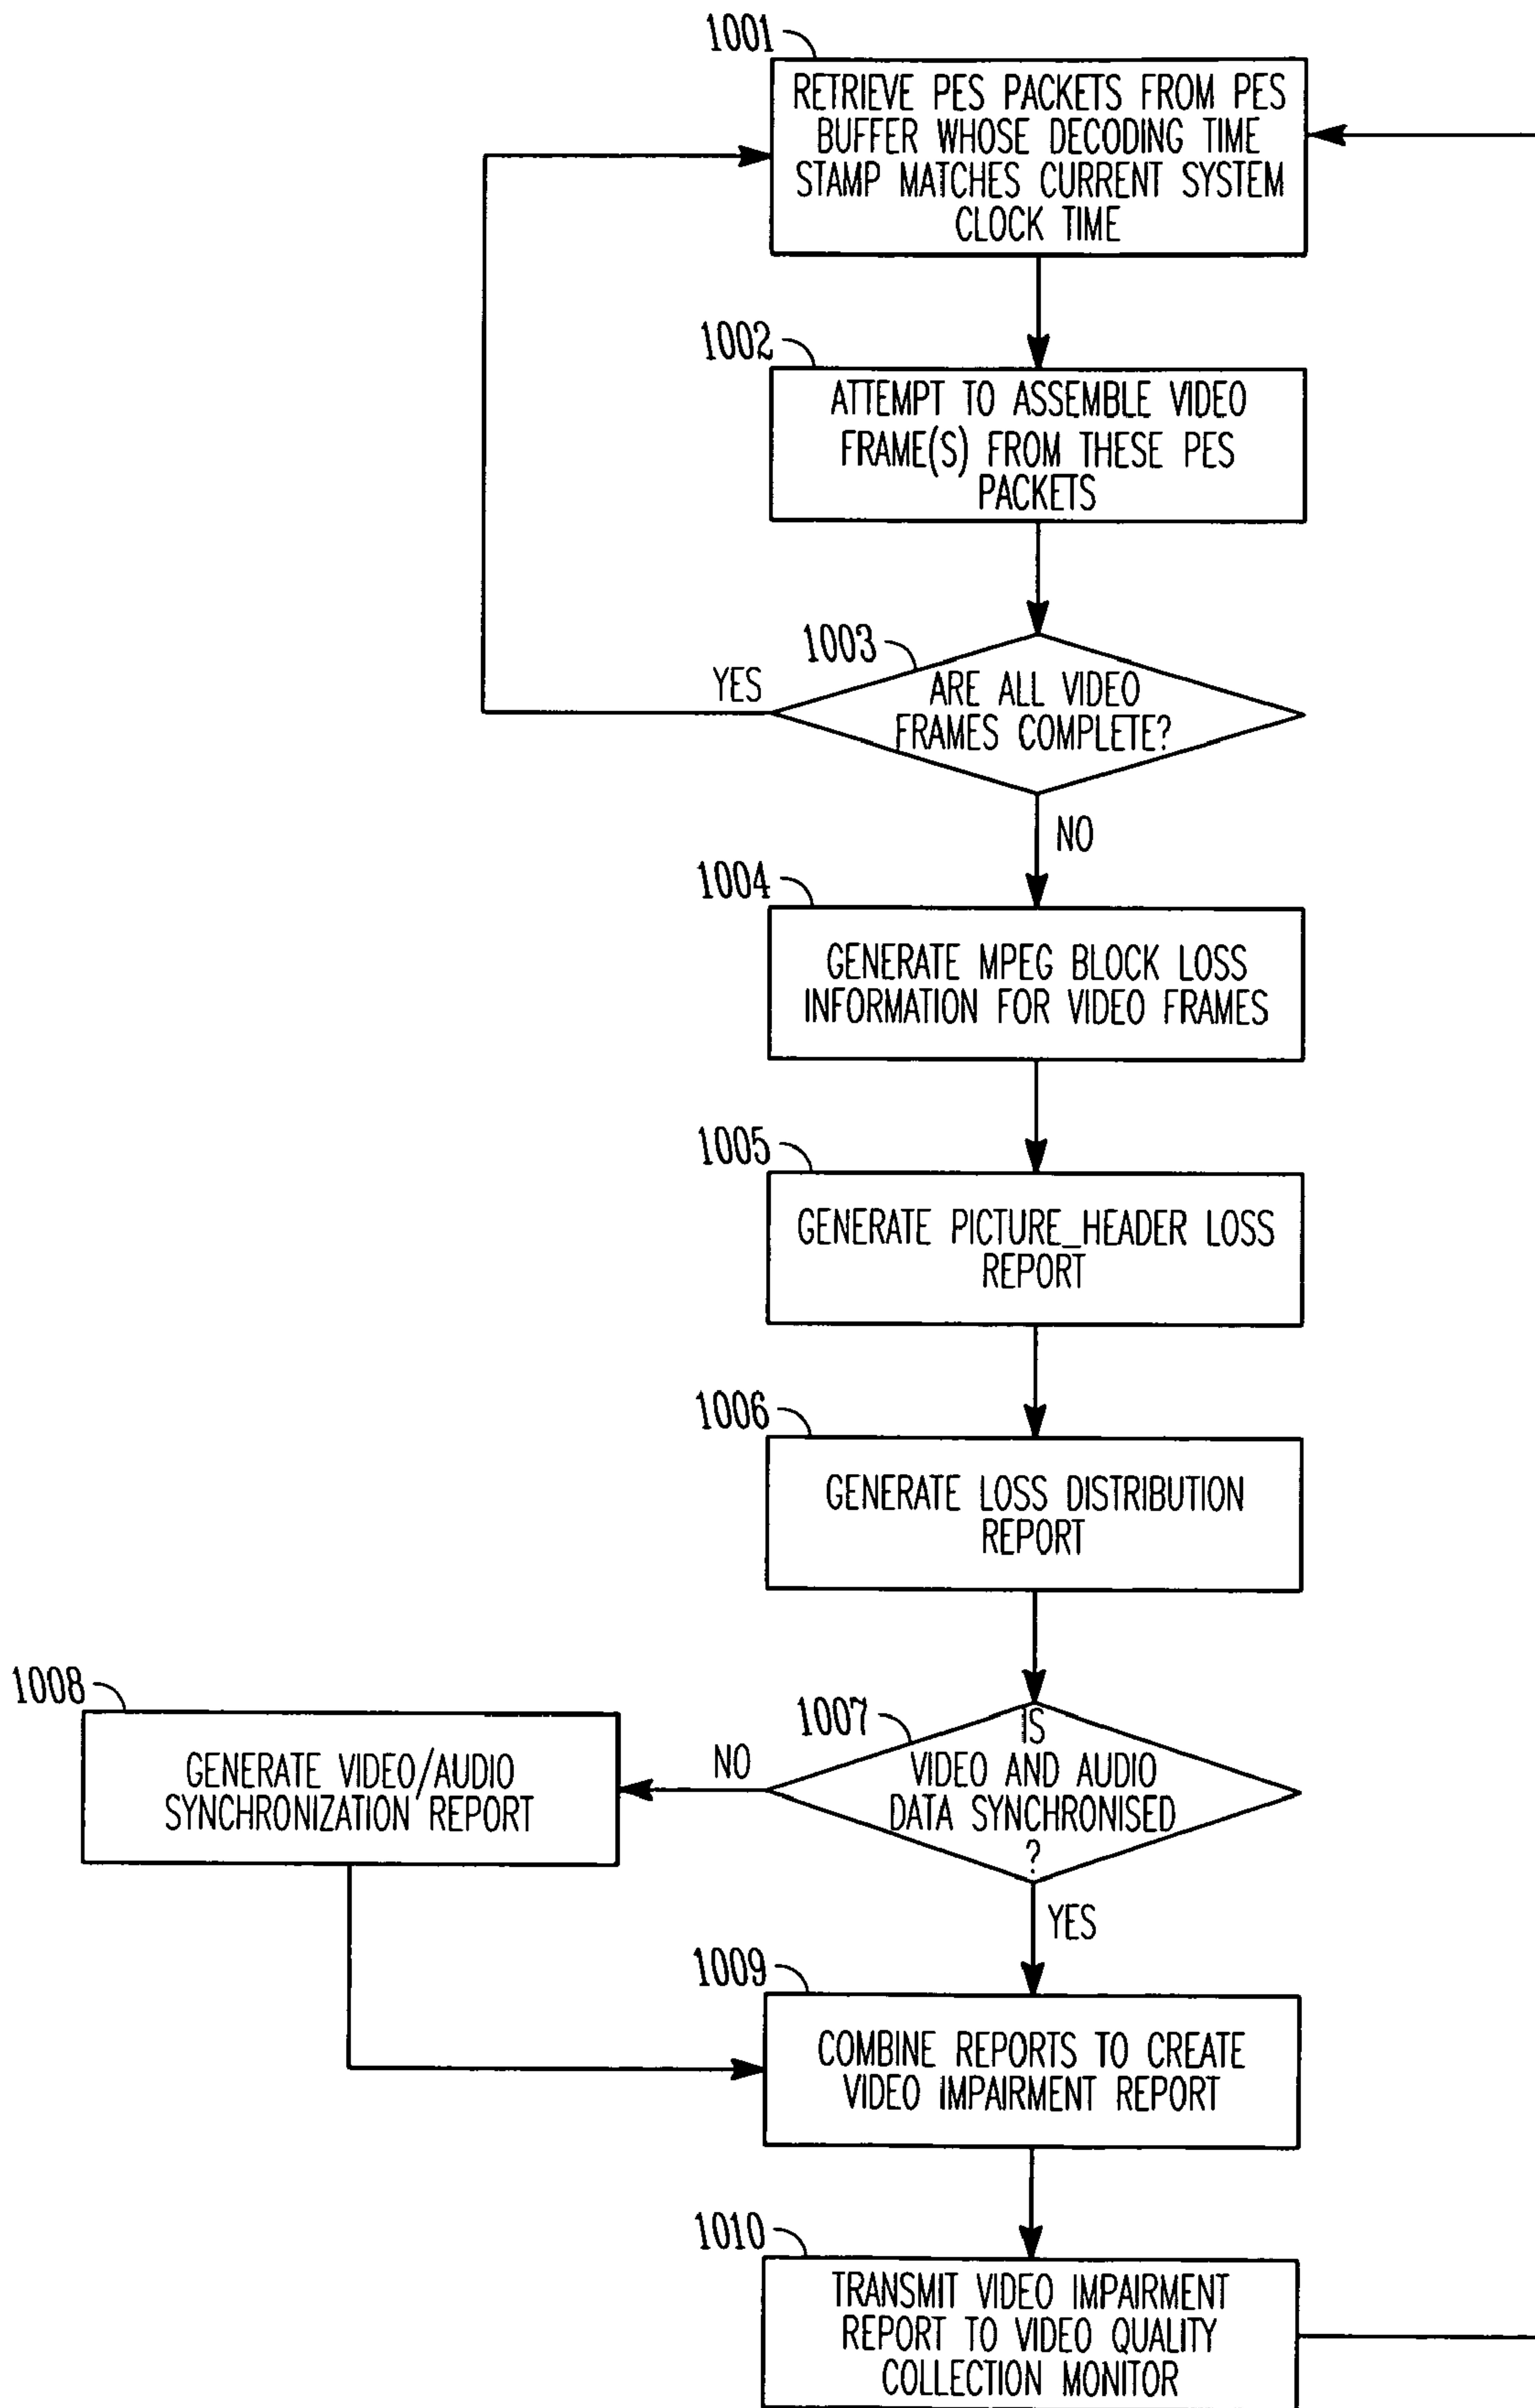 1001
RETRIEVE PES PACKETS FROM PES
BUFFER WHOSE DECODING TIME
STAMP MATCHES CURRENT SYSTEM
CLOCK TIME
1002
ATTEMPT TO ASSEMBLE VIDEO
FRAME(S) FROM THESE PES
PACKETS
1003
YES
ARE ALL VIDEO
FRAMES COMPLETE?
NO
1004
GENERATE MPEG BLOCK LOSS
INFORMATION FOR VIDEO FRAMES
1005
GENERATE PICTURE_HEADER LOSS
REPORT
1006
GENERATE LOSS DISTRIBUTION
REPORT
1007
IS
VIDEO AND AUDIO
DATA SYNCHRONISED
?
NO
1008
GENERATE VIDEO/AUDIO
SYNCHRONIZATION REPORT
YES
1009
COMBINE REPORTS TO CREATE
VIDEO IMPAIRMENT REPORT
1010
TRANSMIT VIDEO IMPAIRMENT
REPORT TO VIDEO QUALITY
COLLECTION MONITOR